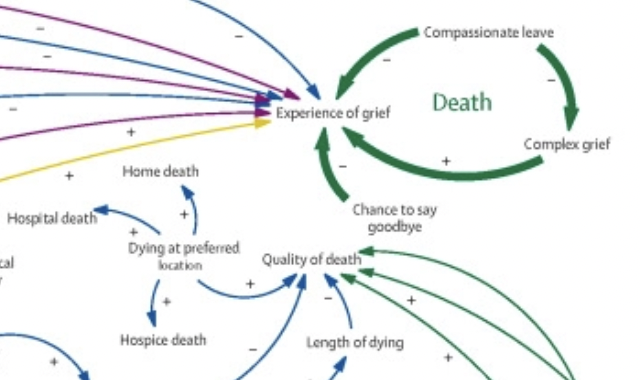 Compassionate leave
–
–
–
–
Death
–
–
Experience of grief
+
Complex grief
+
–
+
Home death
Chance to say
goodbye
Hospital death
+
+
Dying at preferred
location
Quality of death
cal
+
–
+
+
Hospice death
Length of dying
–
+
+